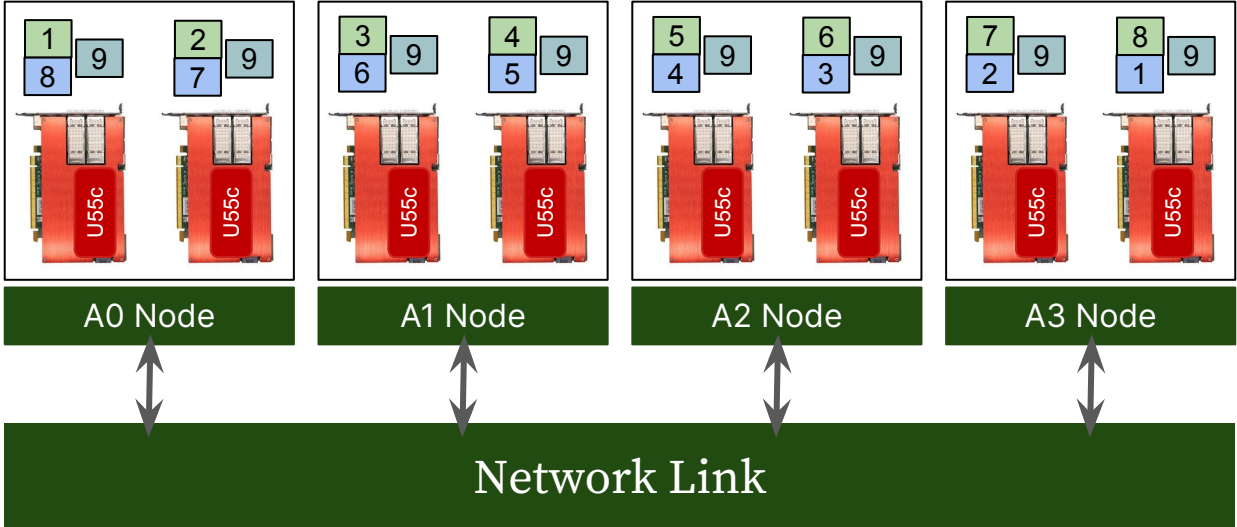 1 2 3 4 5 6 7 8
9 9 9 9 9 9 9 9
8 7 6 5 4 3 2 1
U55c U55c U55c U55c U55c U55c U55c U55c
A0 Node A1 Node A2 Node A3 Node
Network Link